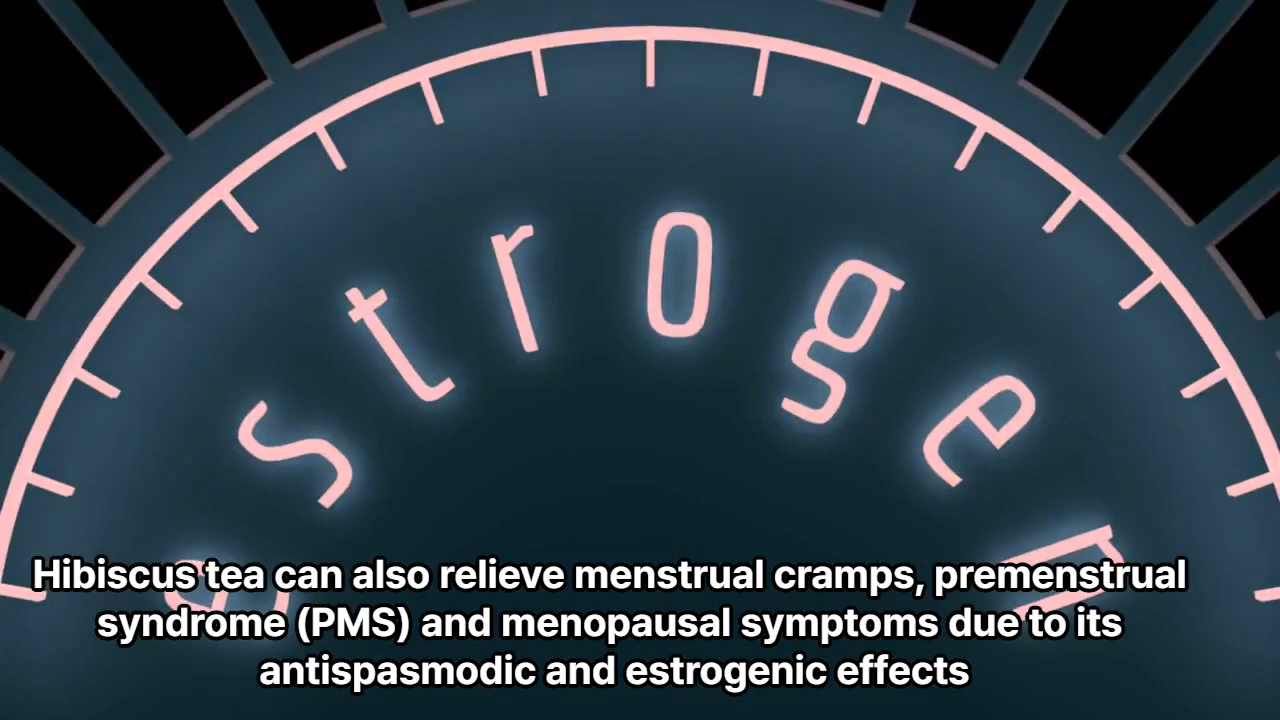 estrogen
Hibiscus tea can also relieve menstrual cramps, premenstrual
syndrome (PMS) and menopausal symptoms due to its
antispasmodic and estrogenic effects